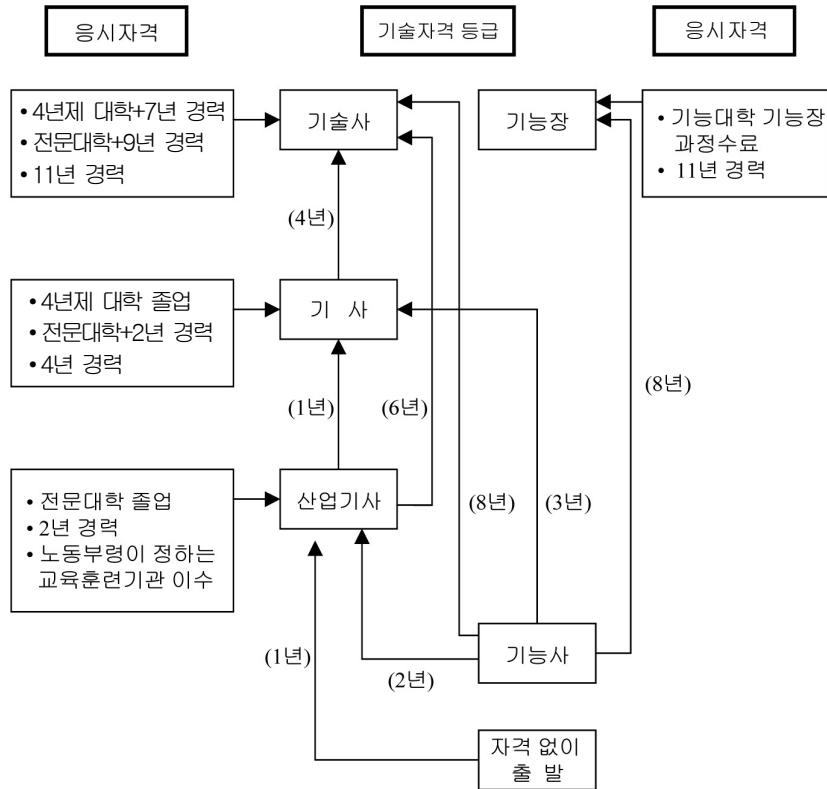 응시자격
기술자격 등급
응시자격
• 4년제 대학+7년 경력
• 전문대학+9년 경력
• 11년 경력
기술사
기능장
• 기능대학 기능장
과정수료
• 11년 경력
(4년)
• 4년제 대학 졸업
• 전문대학+2년 경력
• 4년 경력
기 사
(8년)
(1년)
(6년)
• 전문대학 졸업
• 2년 경력
• 노동부령이 정하는
교육훈련기관 이수
산업기사
(8년)
(3년)
(1년)
(2년)
기능사
자격 없이
출 발